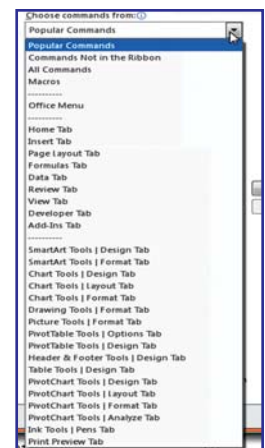 Choose commands from:
Popular Commands
Popular Commands
Commands Not in the Ribbon
All Commands
Macros
----------
Office Menu
----------
Home Tab
Insert Tab
Page Layout Tab
Formulas Tab
Data Tab
Review Tab
View Tab
Developer Tab
Add-Ins Tab
----------
SmartArt Tools | Design Tab
SmartArt Tools | Format Tab
Chart Tools | Design Tab
Chart Tools | Layout Tab
Chart Tools | Format Tab
Drawing Tools | Format Tab
Picture Tools | Format Tab
PivotTable Tools | Options Tab
PivotTable Tools | Design Tab
Header & Footer Tools | Design Tab
Table Tools | Design Tab
PivotChart Tools | Design Tab
PivotChart Tools | Layout Tab
PivotChart Tools | Format Tab
PivotChart Tools | Analyze Tab
Ink Tools | Pens Tab
Print Preview Tab